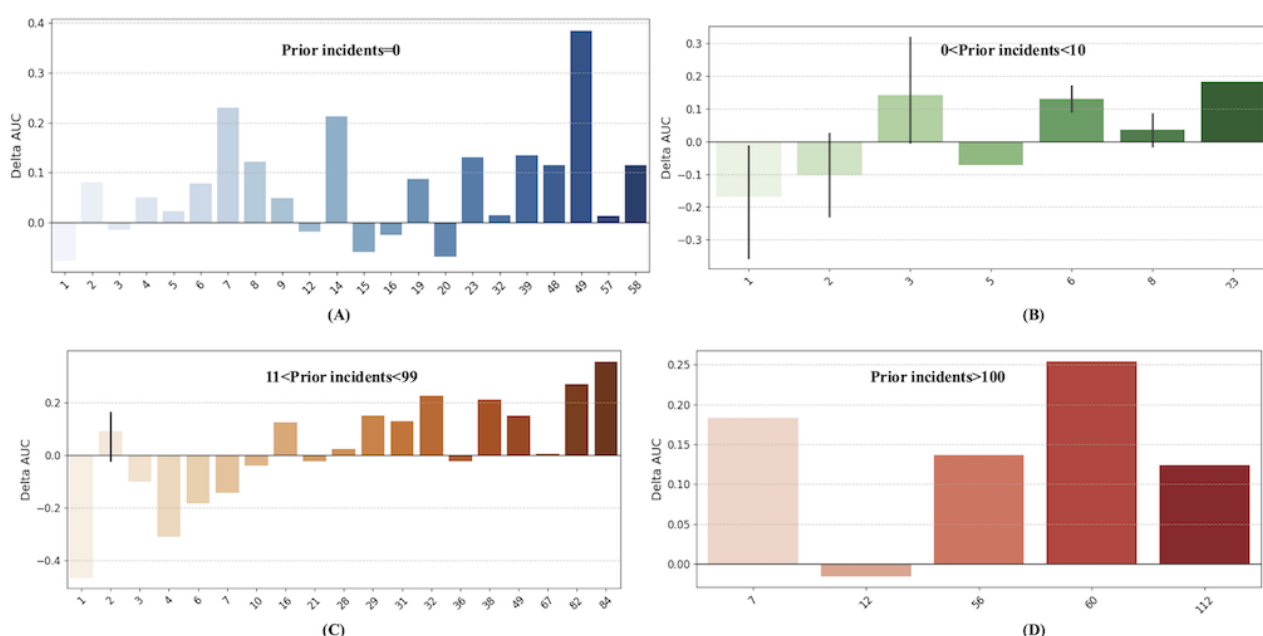 Prior incidents=0
Delta AUC
0.4
0.3
0.2
0.1
0.0
1 2 3 4 5 6 7 8 9 12 14 15 16 19 20 23 32 39 48 49 57 58
(A)
0<Prior incidents<10
Delta AUC
0.3
0.2
0.1
0.0
−0.1
−0.2
−0.3
1 2 3 5 6 8 23
(B)
11<Prior incidents<99
Delta AUC
0.2
0.0
−0.2
−0.4
1 2 3 4 6 7 10 16 21 28 29 31 32 36 38 49 67 82 84
(C)
Prior incidents>100
Delta AUC
0.25
0.20
0.15
0.10
0.05
0.00
7 12 56 60 112
(D)